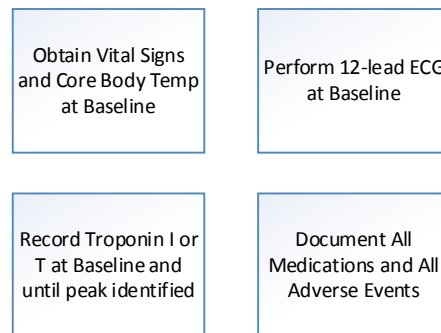 Obtain Vital Signs
and Core Body Temp
at Baseline
Perform 12-lead ECG
at Baseline
Record Troponin I or
T at Baseline and
until peak identified
Document All
Medications and All
Adverse Events